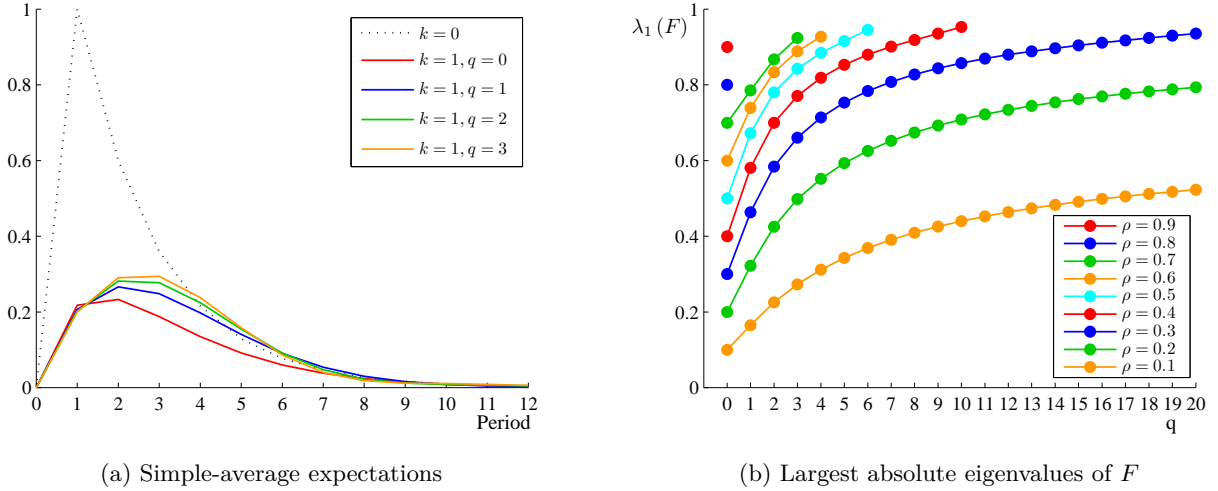 1
0.8
0.6
0.4
0.2
0
0 1 2 3 4 5 6 7 8 9 10 11 12
Period
k = 0
k = 1, q = 0
k = 1, q = 1
k = 1, q = 2
k = 1, q = 3
(a) Simple-average expectations
λ₁ (F)
1
0.8
0.6
0.4
0.2
0
0 1 2 3 4 5 6 7 8 9 10 11 12 13 14 15 16 17 18 19 20
q
ρ = 0.9
ρ = 0.8
ρ = 0.7
ρ = 0.6
ρ = 0.5
ρ = 0.4
ρ = 0.3
ρ = 0.2
ρ = 0.1
(b) Largest absolute eigenvalues of F